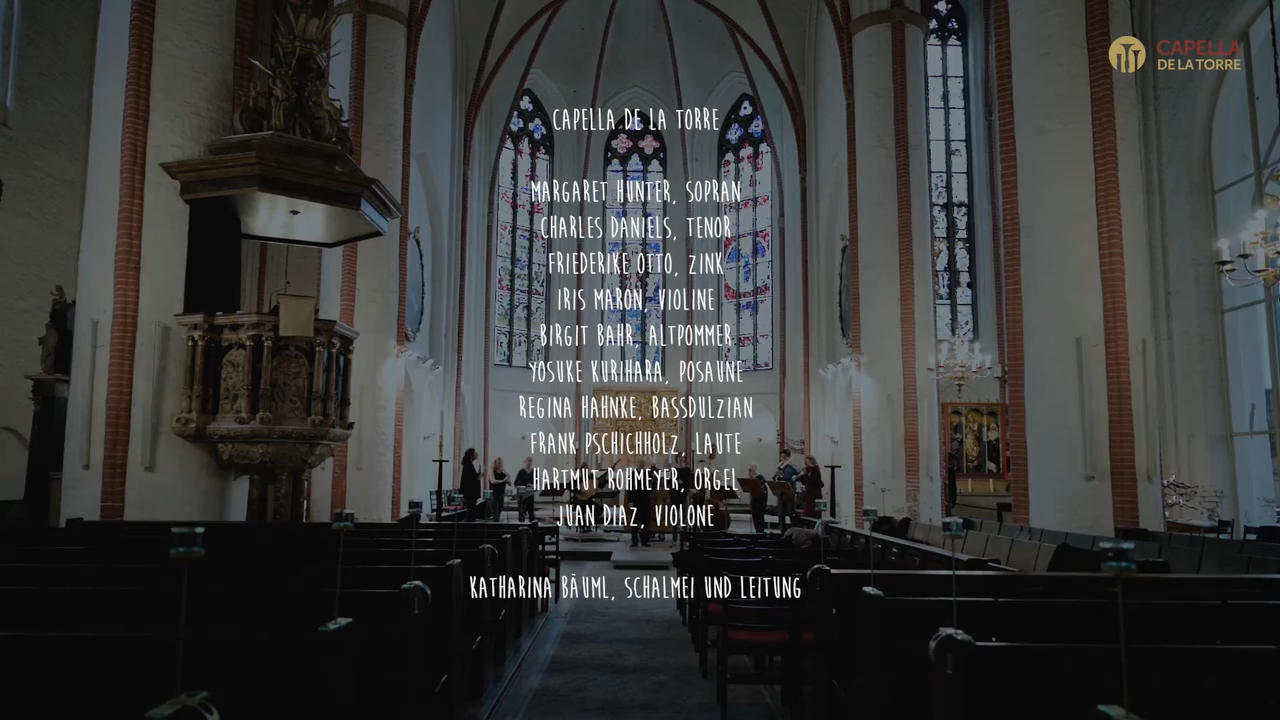 CAPELLA
DE LA TORRE
CAPELLA DE LA TORRE
MARGARET HUNTER, SOPRAN
CHARLES DANIELS, TENOR
FRIEDERIKE OTTO, ZINK
IRIS MARON, VIOLINE
BIRGIT BAHR, ALTPOMMER
YOSUKE KURIHARA, POSAUNE
REGINA HAHNKE, BASSDULZIAN
FRANK PSCHICHHOLZ, LAUTE
HARTMUT ROHMEYER, ORGEL
JUAN DIAZ, VIOLONE
KATHARINA BÄUML, SCHALMEI UND LEITUNG